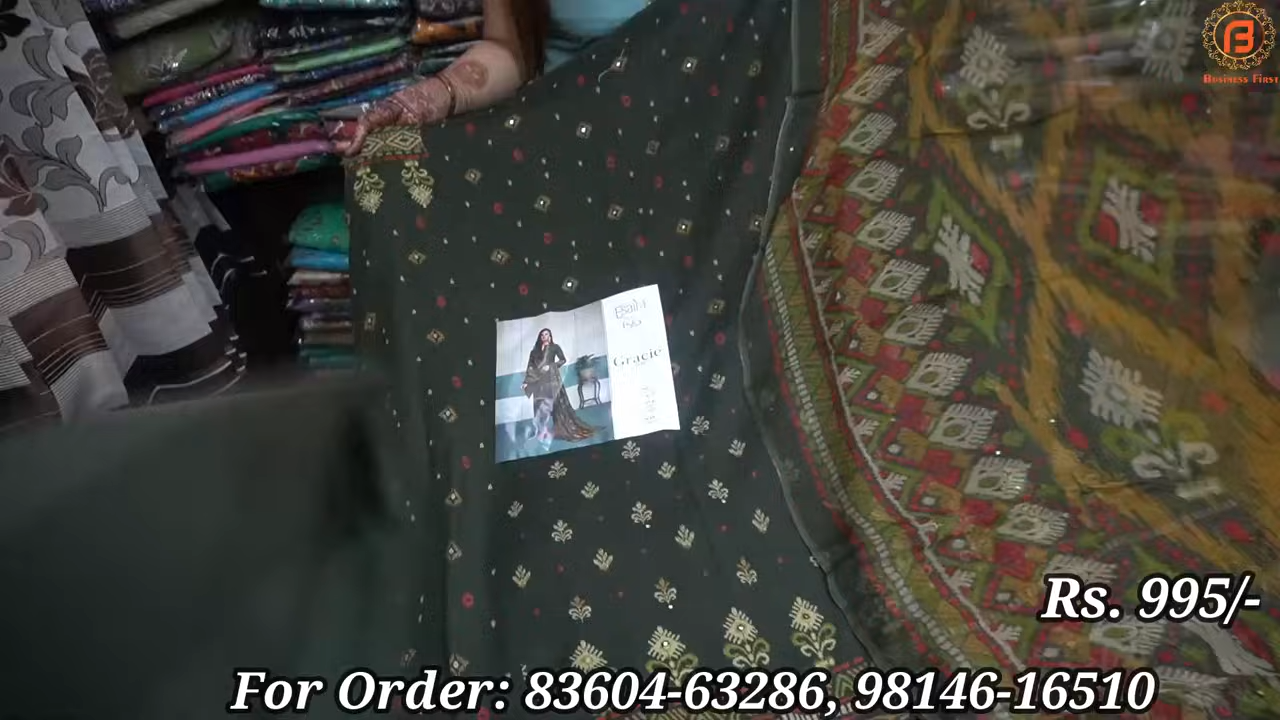 B
Business First
Gracie
Rs. 995/-
For Order: 83604-63286, 98146-16510